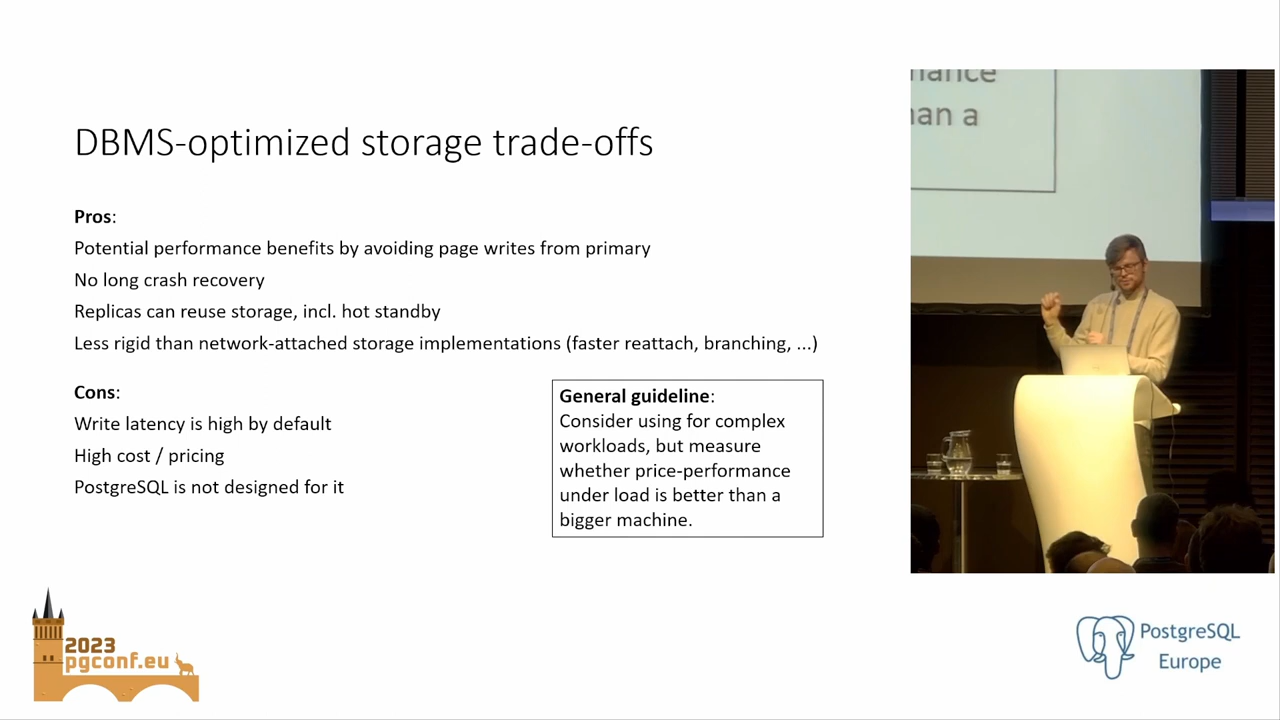 DBMS-optimized storage trade-offs
Pros:
Potential performance benefits by avoiding page writes from primary
No long crash recovery
Replicas can reuse storage, incl. hot standby
Less rigid than network-attached storage implementations (faster reattach, branching, ...)
Cons:
Write latency is high by default
High cost / pricing
PostgreSQL is not designed for it
General guideline:
Consider using for complex
workloads, but measure
whether price-performance
under load is better than a
bigger machine.
han a
2023
pgconf.eu
PostgreSQL
Europe